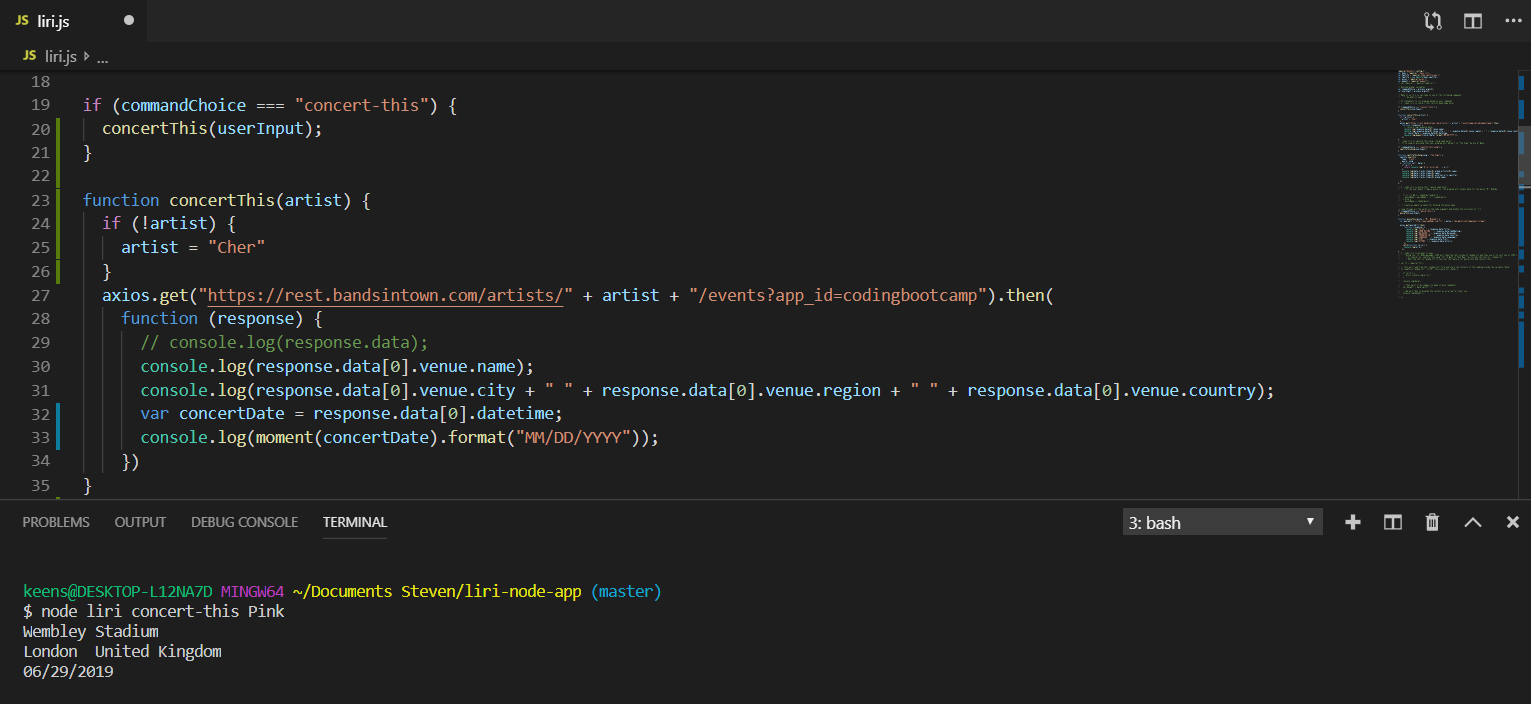 JS liri.js
JS liri.js ...
18
19 if (commandChoice === "concert-this") {
20 concertThis(userInput);
21 }
22
23 function concertThis(artist) {
24 if (!artist) {
25 artist = "Cher"
26 }
27 axios.get("https://rest.bandsintown.com/artists/" + artist + "/events?app_id=codingbootcamp").then(
28 function (response) {
29 // console.log(response.data);
30 console.log(response.data[0].venue.name);
31 console.log(response.data[0].venue.city + " " + response.data[0].venue.region + " " + response.data[0].venue.country);
32 var concertDate = response.data[0].datetime;
33 console.log(moment(concertDate).format("MM/DD/YYYY"));
34 })
35 }
PROBLEMS OUTPUT DEBUG CONSOLE TERMINAL 3: bash
keens@DESKTOP-L12NA7D MINGW64 ~/Documents Steven/liri-node-app (master)
$ node liri concert-this Pink
Wembley Stadium
London  United Kingdom
06/29/2019